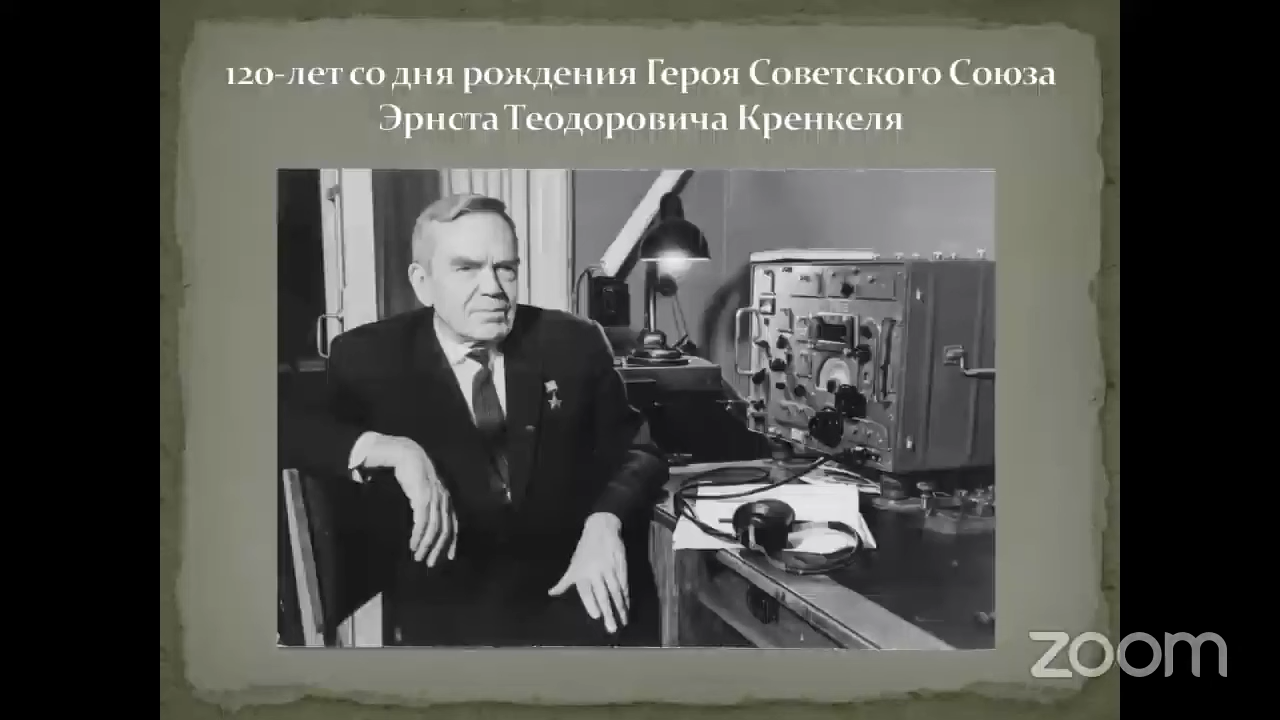 120-лет со дня рождения Героя Советского Союза
Эрнста Теодоровича Кренкеля
zoom